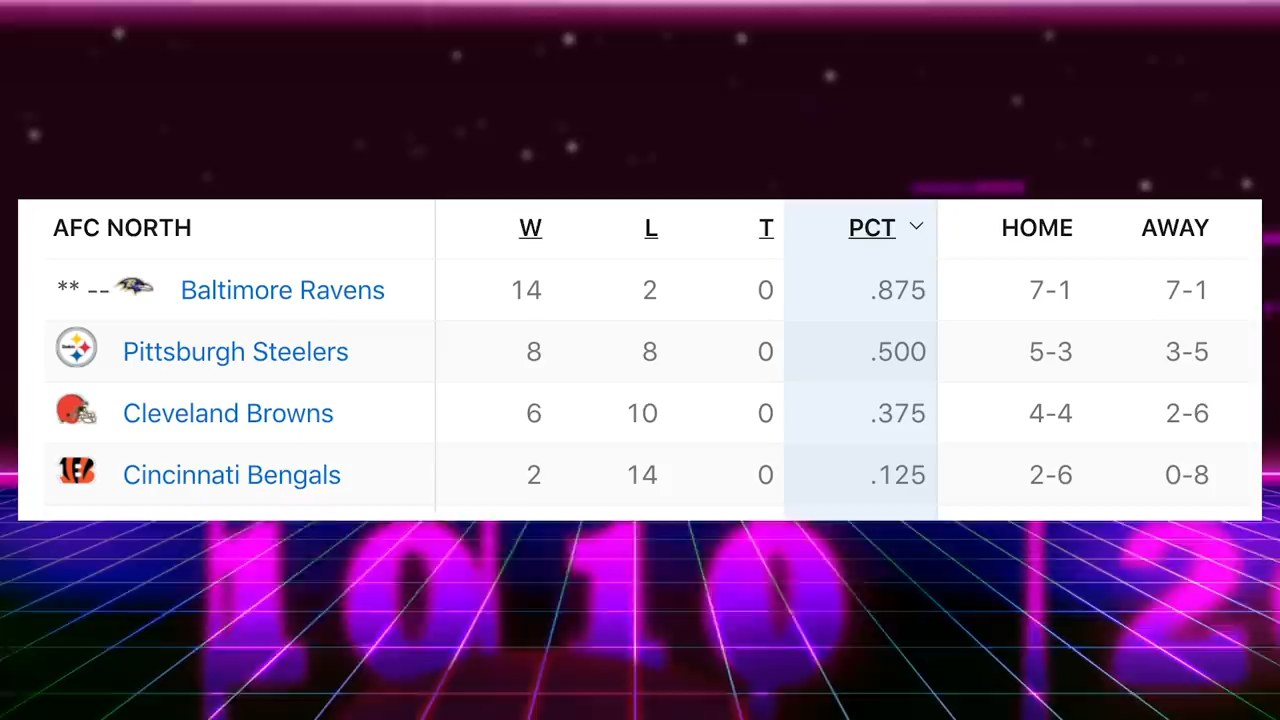 AFC NORTH W L T PCT HOME AWAY
** -- Baltimore Ravens 14 2 0 .875 7-1 7-1
Pittsburgh Steelers 8 8 0 .500 5-3 3-5
Cleveland Browns 6 10 0 .375 4-4 2-6
Cincinnati Bengals 2 14 0 .125 2-6 0-8